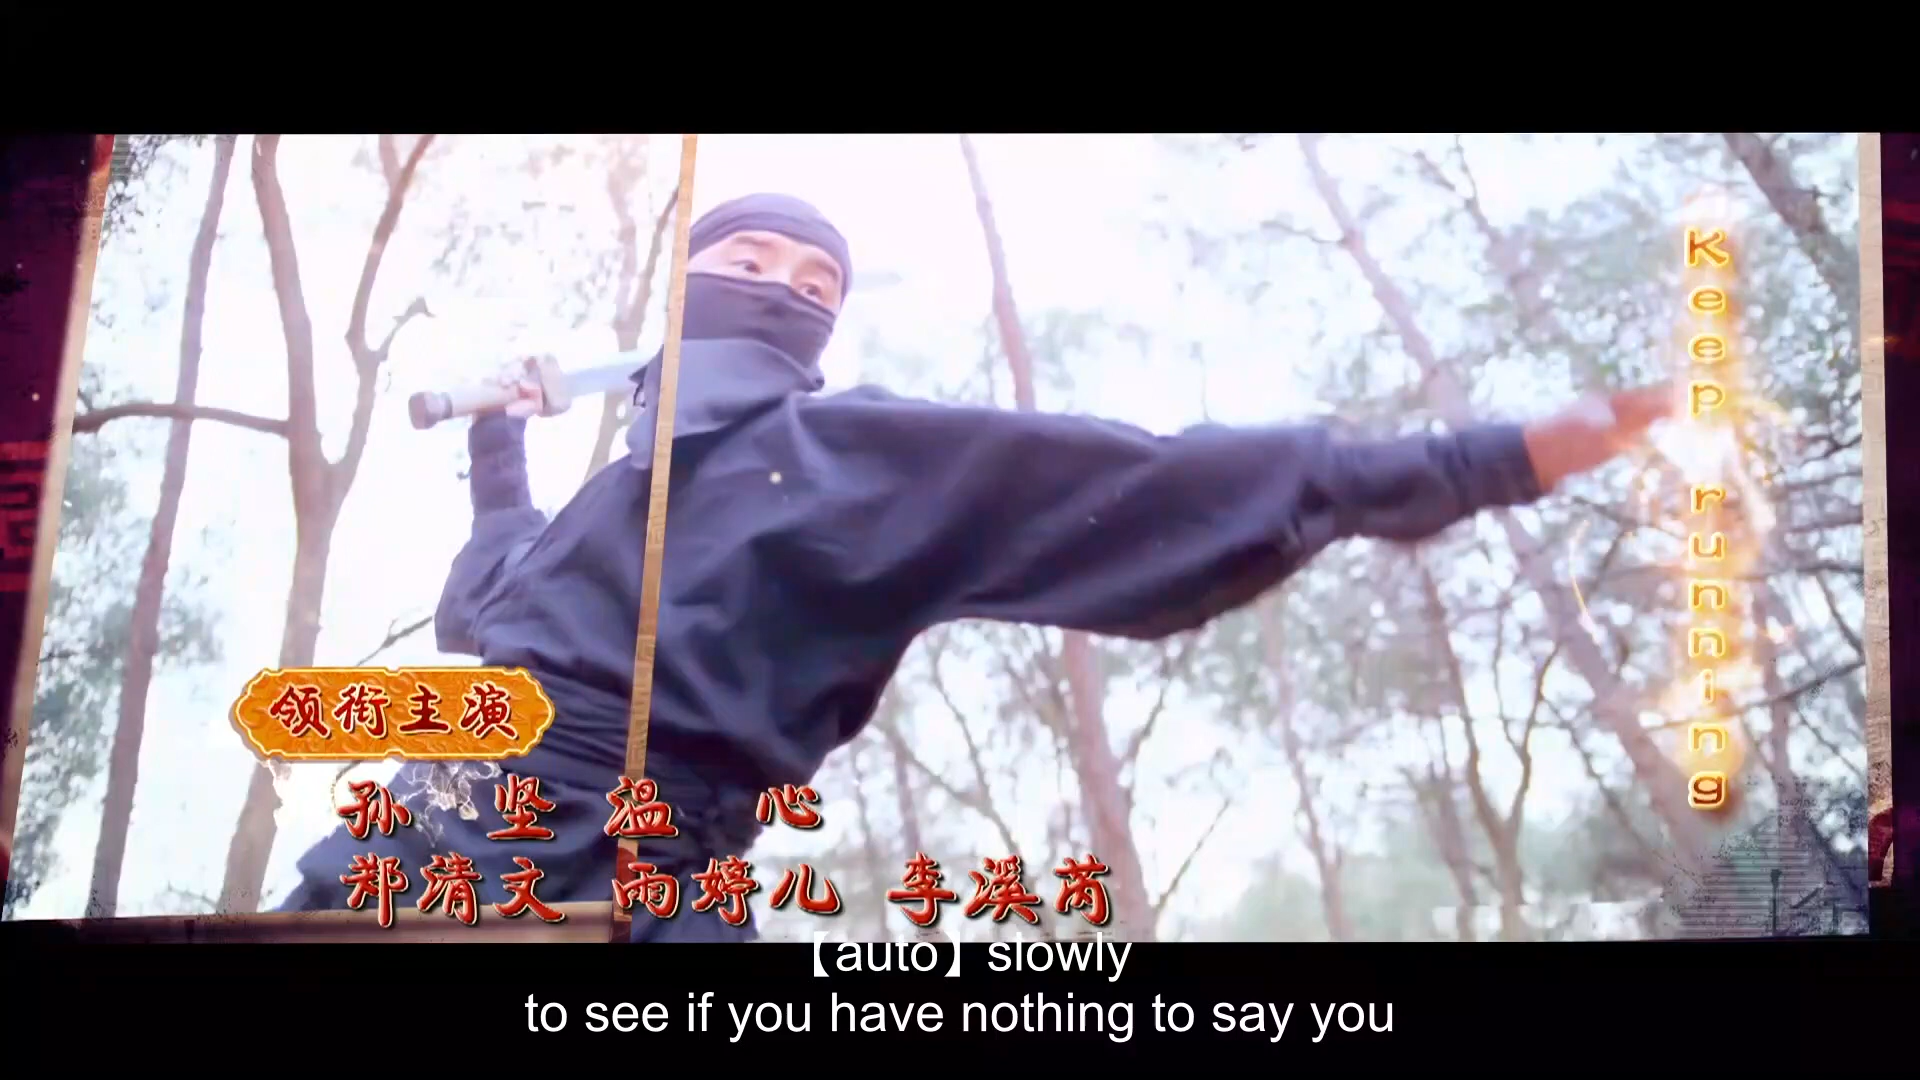 Keep running
领衔主演
孙 坚 温 心
郑清文 雨婷儿 李溪芮
【auto】slowly
to see if you have nothing to say you